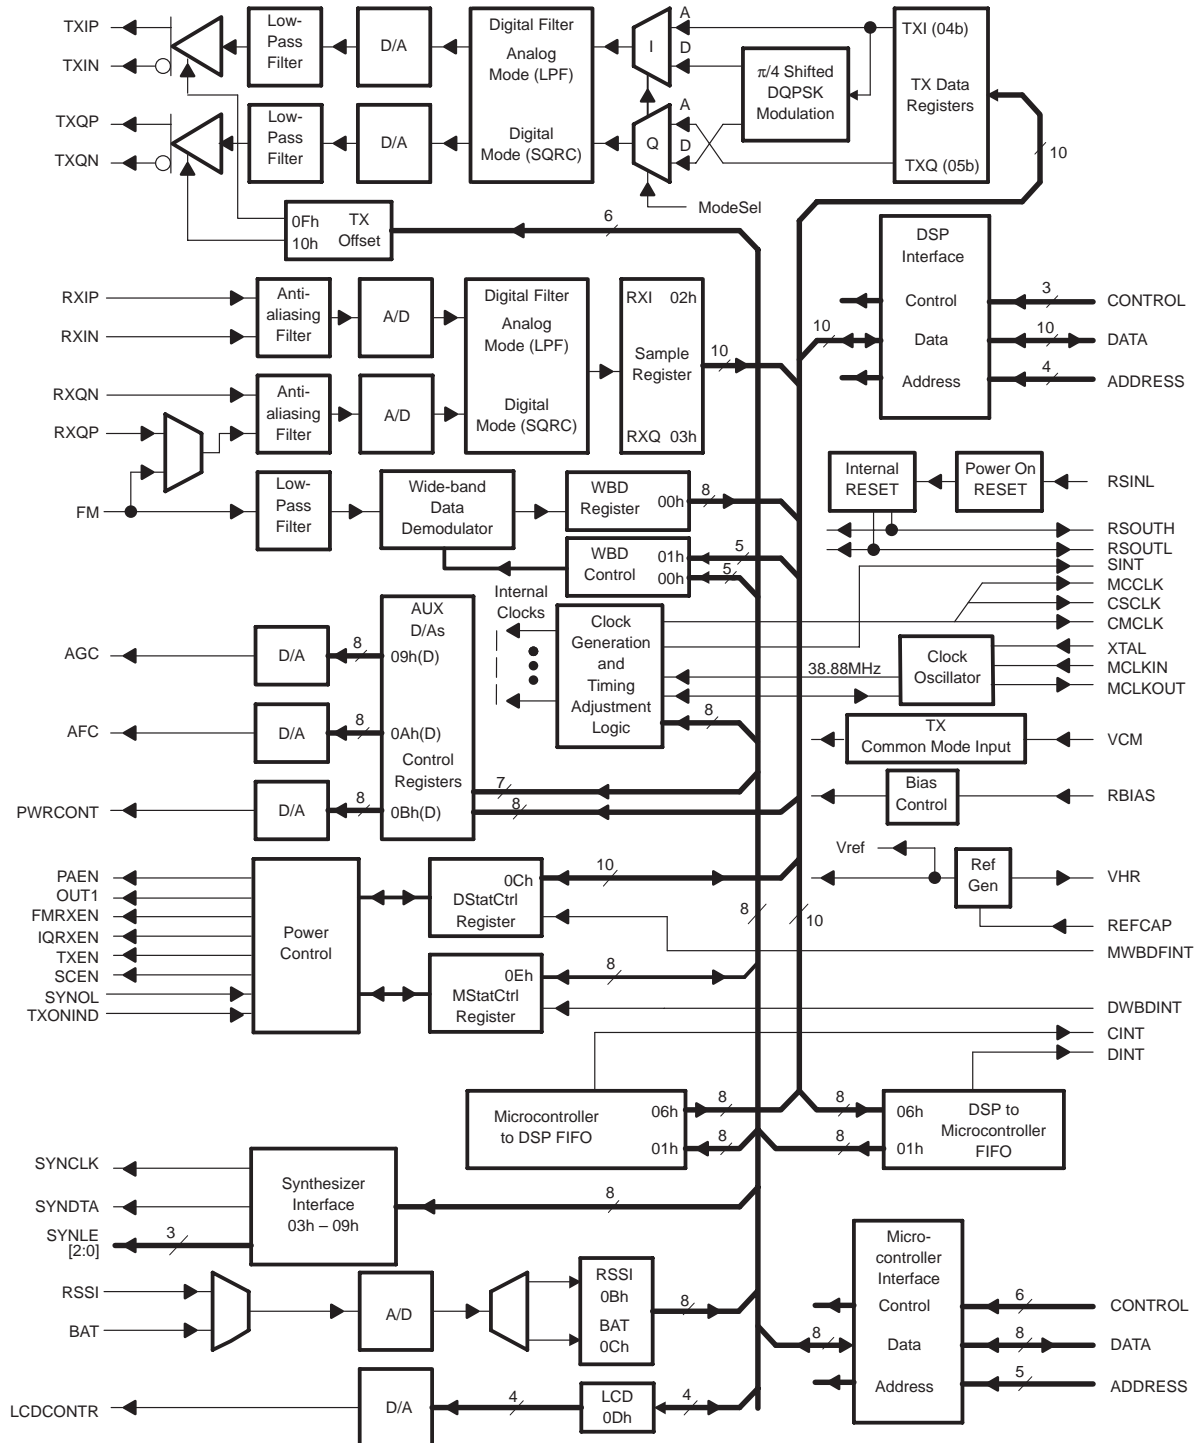 TXIP
TXIN
TXQP
TXQN
Low-
Pass
Filter
Low-
Pass
Filter
D/A
D/A
Digital Filter
Analog
Mode (LPF)
Digital
Mode (SQRC)
I
Q
A
D
A
D
π/4 Shifted
DQPSK
Modulation
TXI (04b)
TX Data
Registers
TXQ (05b)
10
ModeSel
0Fh
10h
TX
Offset
6
DSP
Interface
Control
Data
Address
3
10
4
10
CONTROL
DATA
ADDRESS
RXIP
RXIN
RXQN
RXQP
FM
Anti-
aliasing
Filter
Anti-
aliasing
Filter
A/D
A/D
Digital Filter
Analog
Mode (LPF)
Digital
Mode (SQRC)
RXI 02h
Sample
Register
RXQ 03h
10
Low-
Pass
Filter
Wide-band
Data
Demodulator
WBD
Register
00h
8
WBD
Control
01h
00h
5
5
Internal
RESET
Power On
RESET
RSINL
RSOUTH
RSOUTL
SINT
MCCLK
CSCLK
CMCLK
XTAL
MCLKIN
MCLKOUT
Internal
Clocks
Clock
Generation
and
Timing
Adjustment
Logic
38.88MHz
Clock
Oscillator
8
TX
Common Mode Input
VCM
Bias
Control
RBIAS
Vref
Ref
Gen
VHR
REFCAP
AGC
AFC
PWRCONT
D/A
D/A
D/A
8
8
8
AUX
D/As
09h(D)
0Ah(D)
Control
Registers
0Bh(D)
7
8
PAEN
OUT1
FMRXEN
IQRXEN
TXEN
SCEN
SYNOL
TXONIND
Power
Control
0Ch
DStatCtrl
Register
10
0Eh
MStatCtrl
Register
8
8
10
MWBDFINT
DWBDINT
CINT
DINT
Microcontroller
to DSP FIFO
06h
01h
8
8
8
8
06h
01h
DSP to
Microcontroller
FIFO
SYNCLK
SYNDTA
SYNLE
[2:0]
3
Synthesizer
Interface
03h – 09h
8
RSSI
BAT
A/D
RSSI
0Bh
BAT
0Ch
8
Micro-
controller
Interface
Control
Data
Address
8
6
8
5
CONTROL
DATA
ADDRESS
LCDCONTR
D/A
4
LCD
0Dh
4